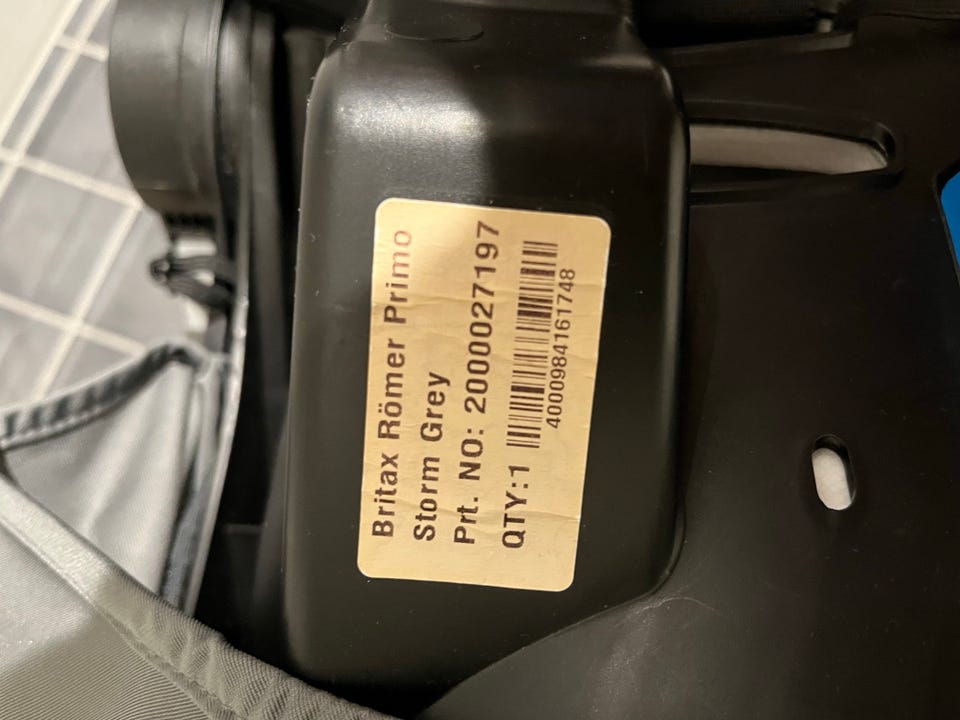 Britax Römer Primo
Storm Grey
Prt. NO: 2000027197
QTY:1
4000984161748